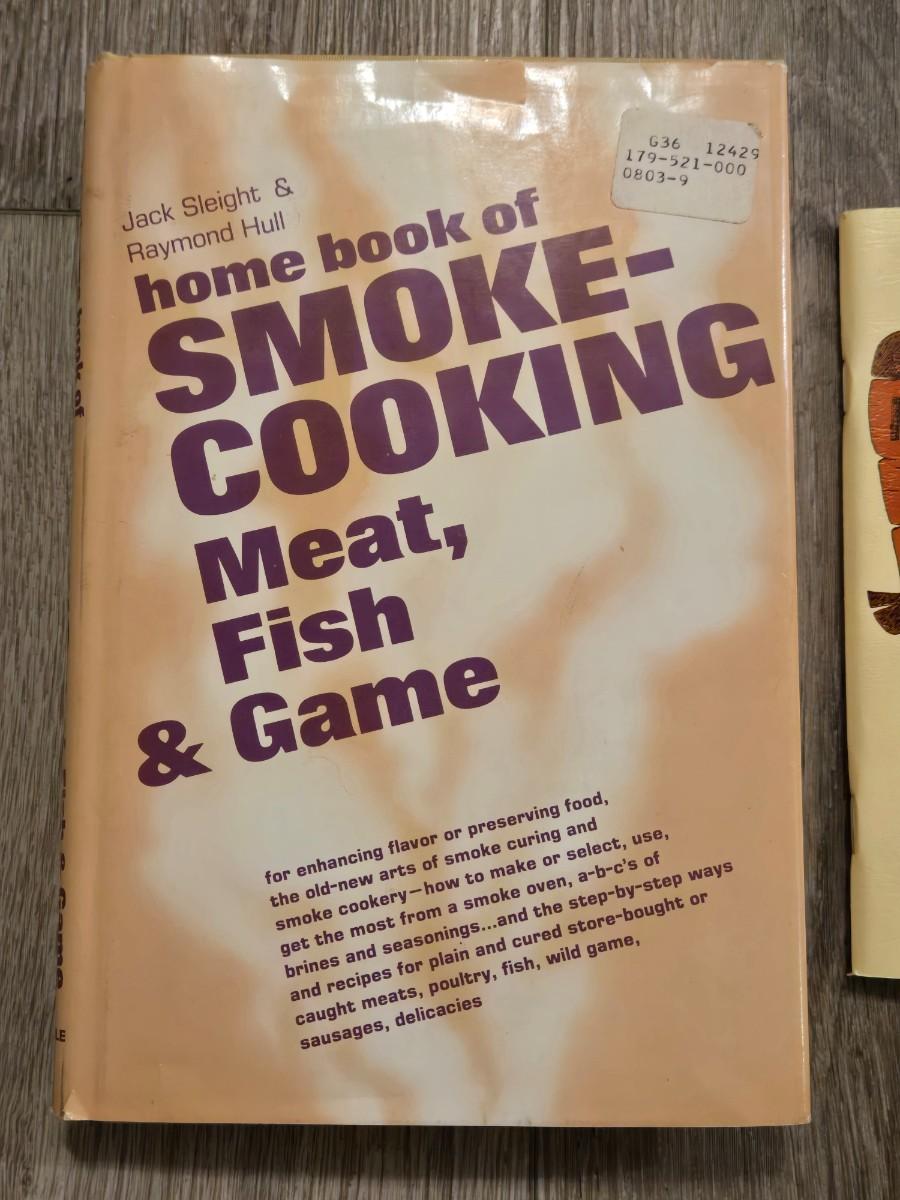 G36 12429
179-521-000
0803-9
Jack Sleight &
Raymond Hull
home book of
SMOKE-
COOKING
Meat,
Fish
& Game
for enhancing flavor or preserving food,
the old-new arts of smoke curing and
smoke cookery—how to make or select, use,
get the most from a smoke oven, a-b-c's of
brines and seasonings...and the step-by-step ways
and recipes for plain and cured store-bought or
caught meats, poultry, fish, wild game,
sausages, delicacies